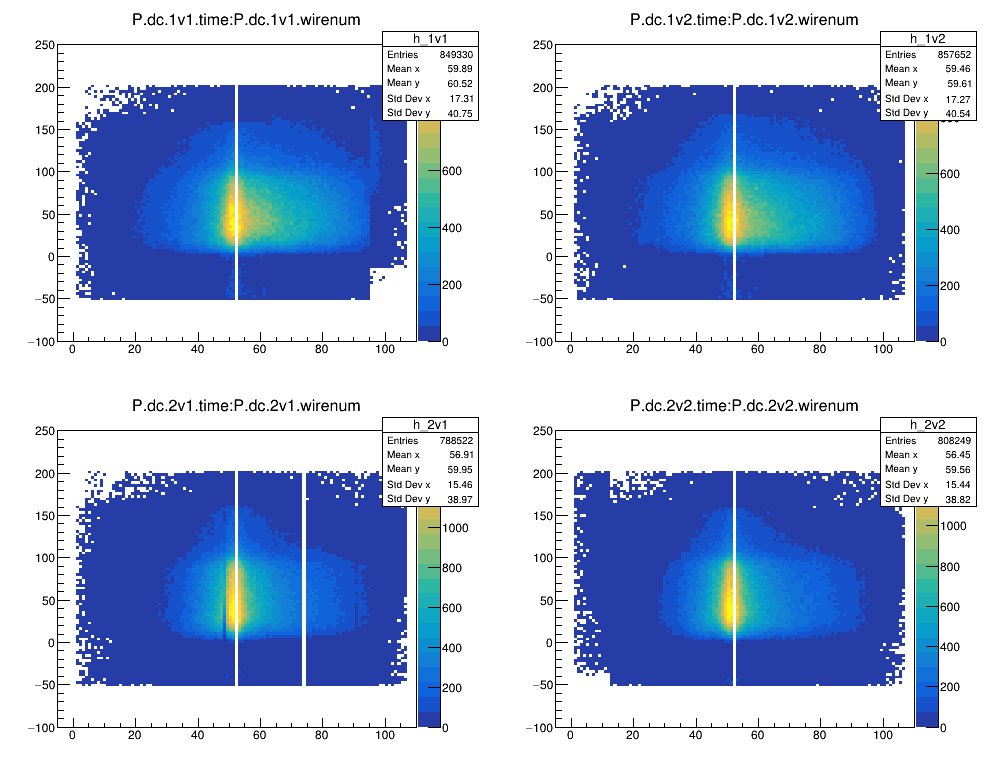 P.dc.1v1.time:P.dc.1v1.wirenum
h_1v1
Entries 849330
Mean x 59.89
Mean y 60.52
Std Dev x 17.31
Std Dev y 40.75
250
200
150
100
50
0
−50
−100
0 20 40 60 80 100
600
400
200
0
P.dc.1v2.time:P.dc.1v2.wirenum
h_1v2
Entries 857652
Mean x 59.46
Mean y 59.61
Std Dev x 17.27
Std Dev y 40.54
250
200
150
100
50
0
−50
−100
0 20 40 60 80 100
600
400
200
0
P.dc.2v1.time:P.dc.2v1.wirenum
h_2v1
Entries 788522
Mean x 56.91
Mean y 59.95
Std Dev x 15.46
Std Dev y 38.97
250
200
150
100
50
0
−50
−100
0 20 40 60 80 100
1000
800
600
400
200
0
P.dc.2v2.time:P.dc.2v2.wirenum
h_2v2
Entries 808249
Mean x 56.45
Mean y 59.56
Std Dev x 15.44
Std Dev y 38.82
250
200
150
100
50
0
−50
−100
0 20 40 60 80 100
1000
800
600
400
200
0